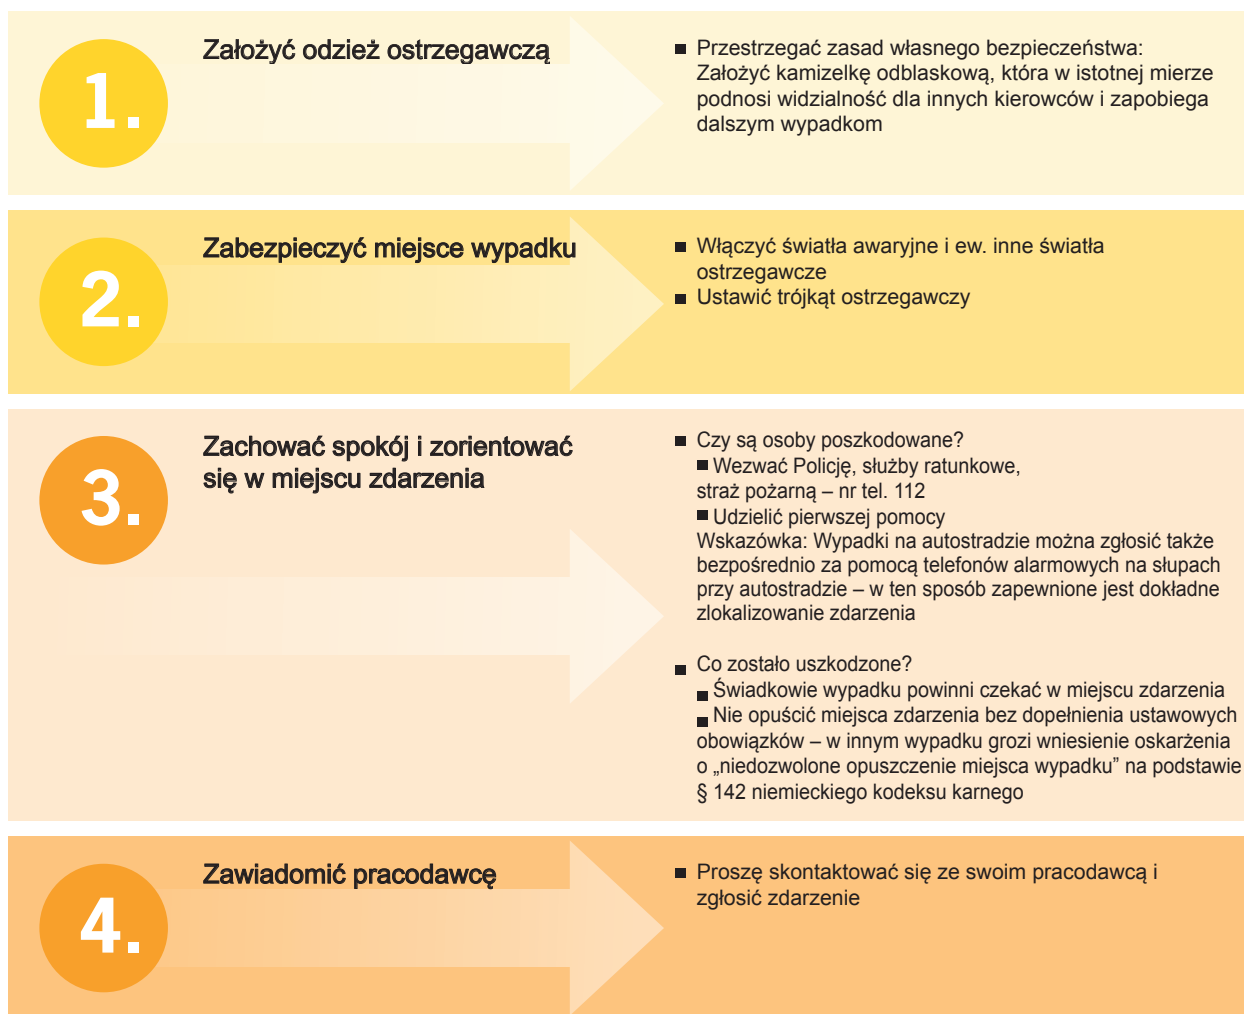 1.
Założyć odzież ostrzegawczą
■ Przestrzegać zasad własnego bezpieczeństwa:
Założyć kamizelkę odblaskową, która w istotnej mierze
podnosi widzialność dla innych kierowców i zapobiega
dalszym wypadkom
2.
Zabezpieczyć miejsce wypadku
■ Włączyć światła awaryjne i ew. inne światła
ostrzegawcze
■ Ustawić trójkąt ostrzegawczy
3.
Zachować spokój i zorientować
się w miejscu zdarzenia
■ Czy są osoby poszkodowane?
■ Wezwać Policję, służby ratunkowe,
straż pożarną – nr tel. 112
■ Udzielić pierwszej pomocy
Wskazówka: Wypadki na autostradzie można zgłosić także
bezpośrednio za pomocą telefonów alarmowych na słupach
przy autostradzie – w ten sposób zapewnione jest dokładne
zlokalizowanie zdarzenia
■ Co zostało uszkodzone?
■ Świadkowie wypadku powinni czekać w miejscu zdarzenia
■ Nie opuścić miejsca zdarzenia bez dopełnienia ustawowych
obowiązków – w innym wypadku grozi wniesienie oskarżenia
o „niedozwolone opuszczenie miejsca wypadku” na podstawie
§ 142 niemieckiego kodeksu karnego
4.
Zawiadomić pracodawcę
■ Proszę skontaktować się ze swoim pracodawcą i
zgłosić zdarzenie